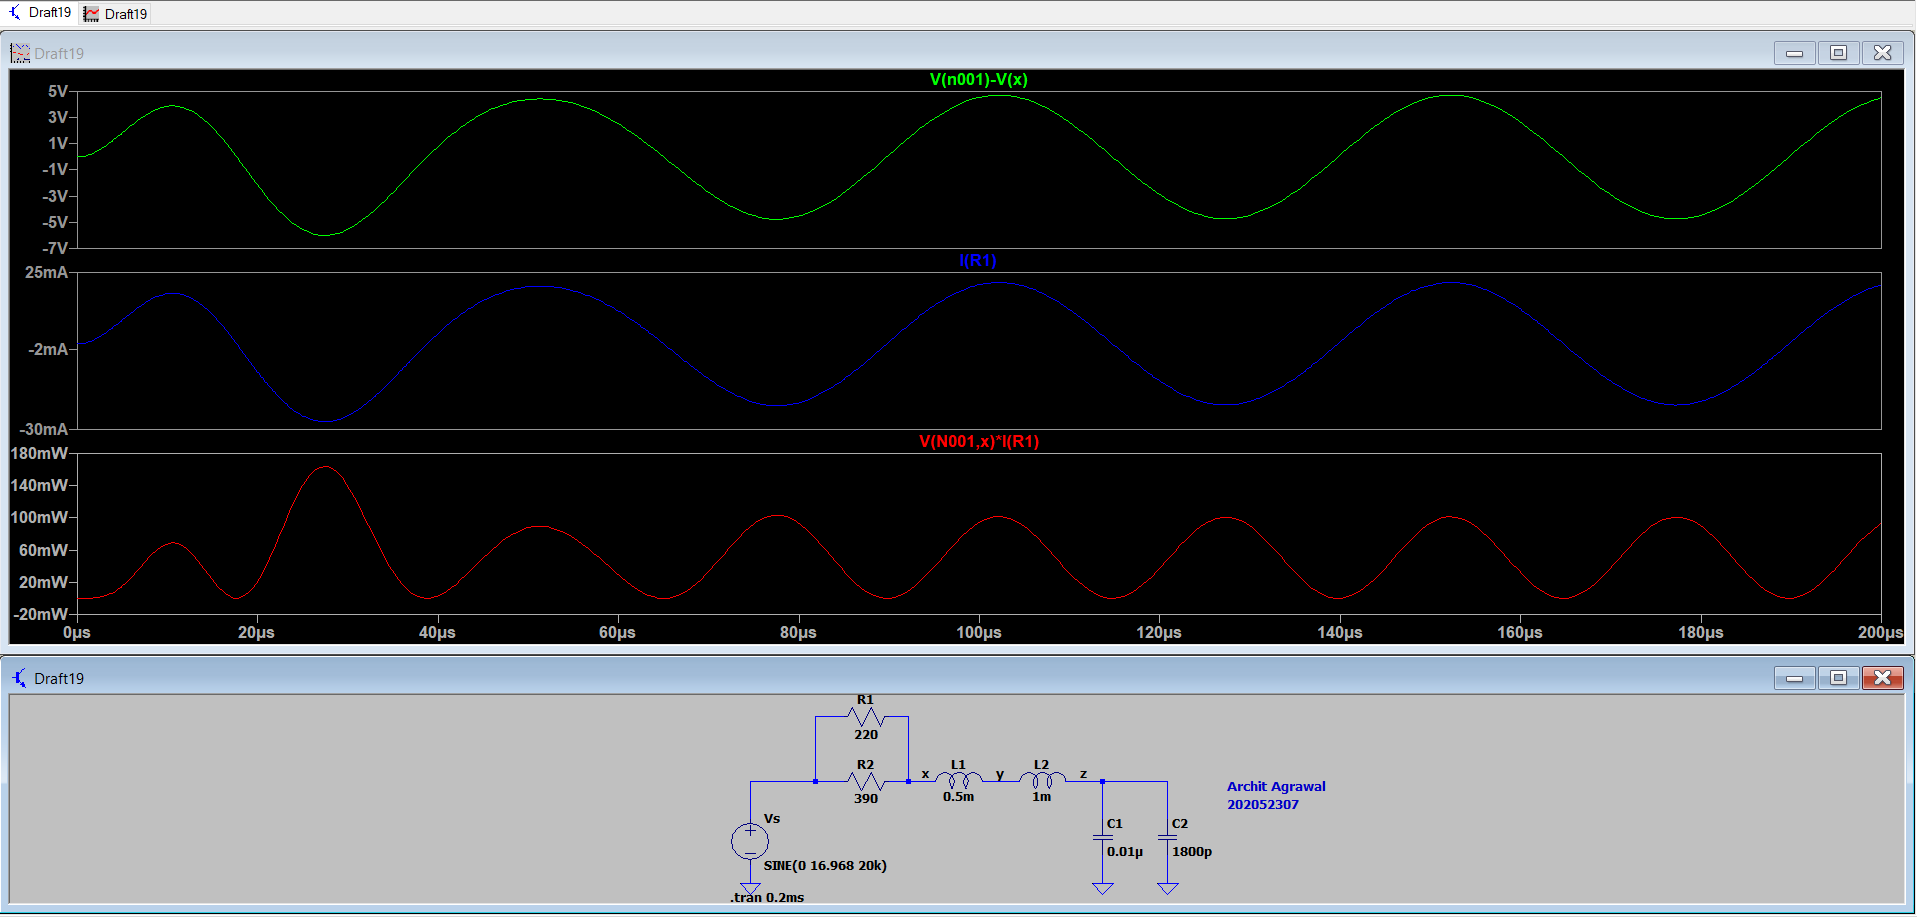 Draft19 Draft19
Draft19
V(n001)-V(x)
5V
3V
1V
-1V
-3V
-5V
-7V
I(R1)
25mA
-2mA
-30mA
V(N001,x)*I(R1)
180mW
140mW
100mW
60mW
20mW
-20mW
0µs 20µs 40µs 60µs 80µs 100µs 120µs 140µs 160µs 180µs 200µs
Draft19
R1
220
R2
390
x
L1
0.5m
y
L2
1m
z
Vs
SINE(0 16.968 20k)
.tran 0.2ms
C1
0.01µ
C2
1800p
Archit Agrawal
202052307